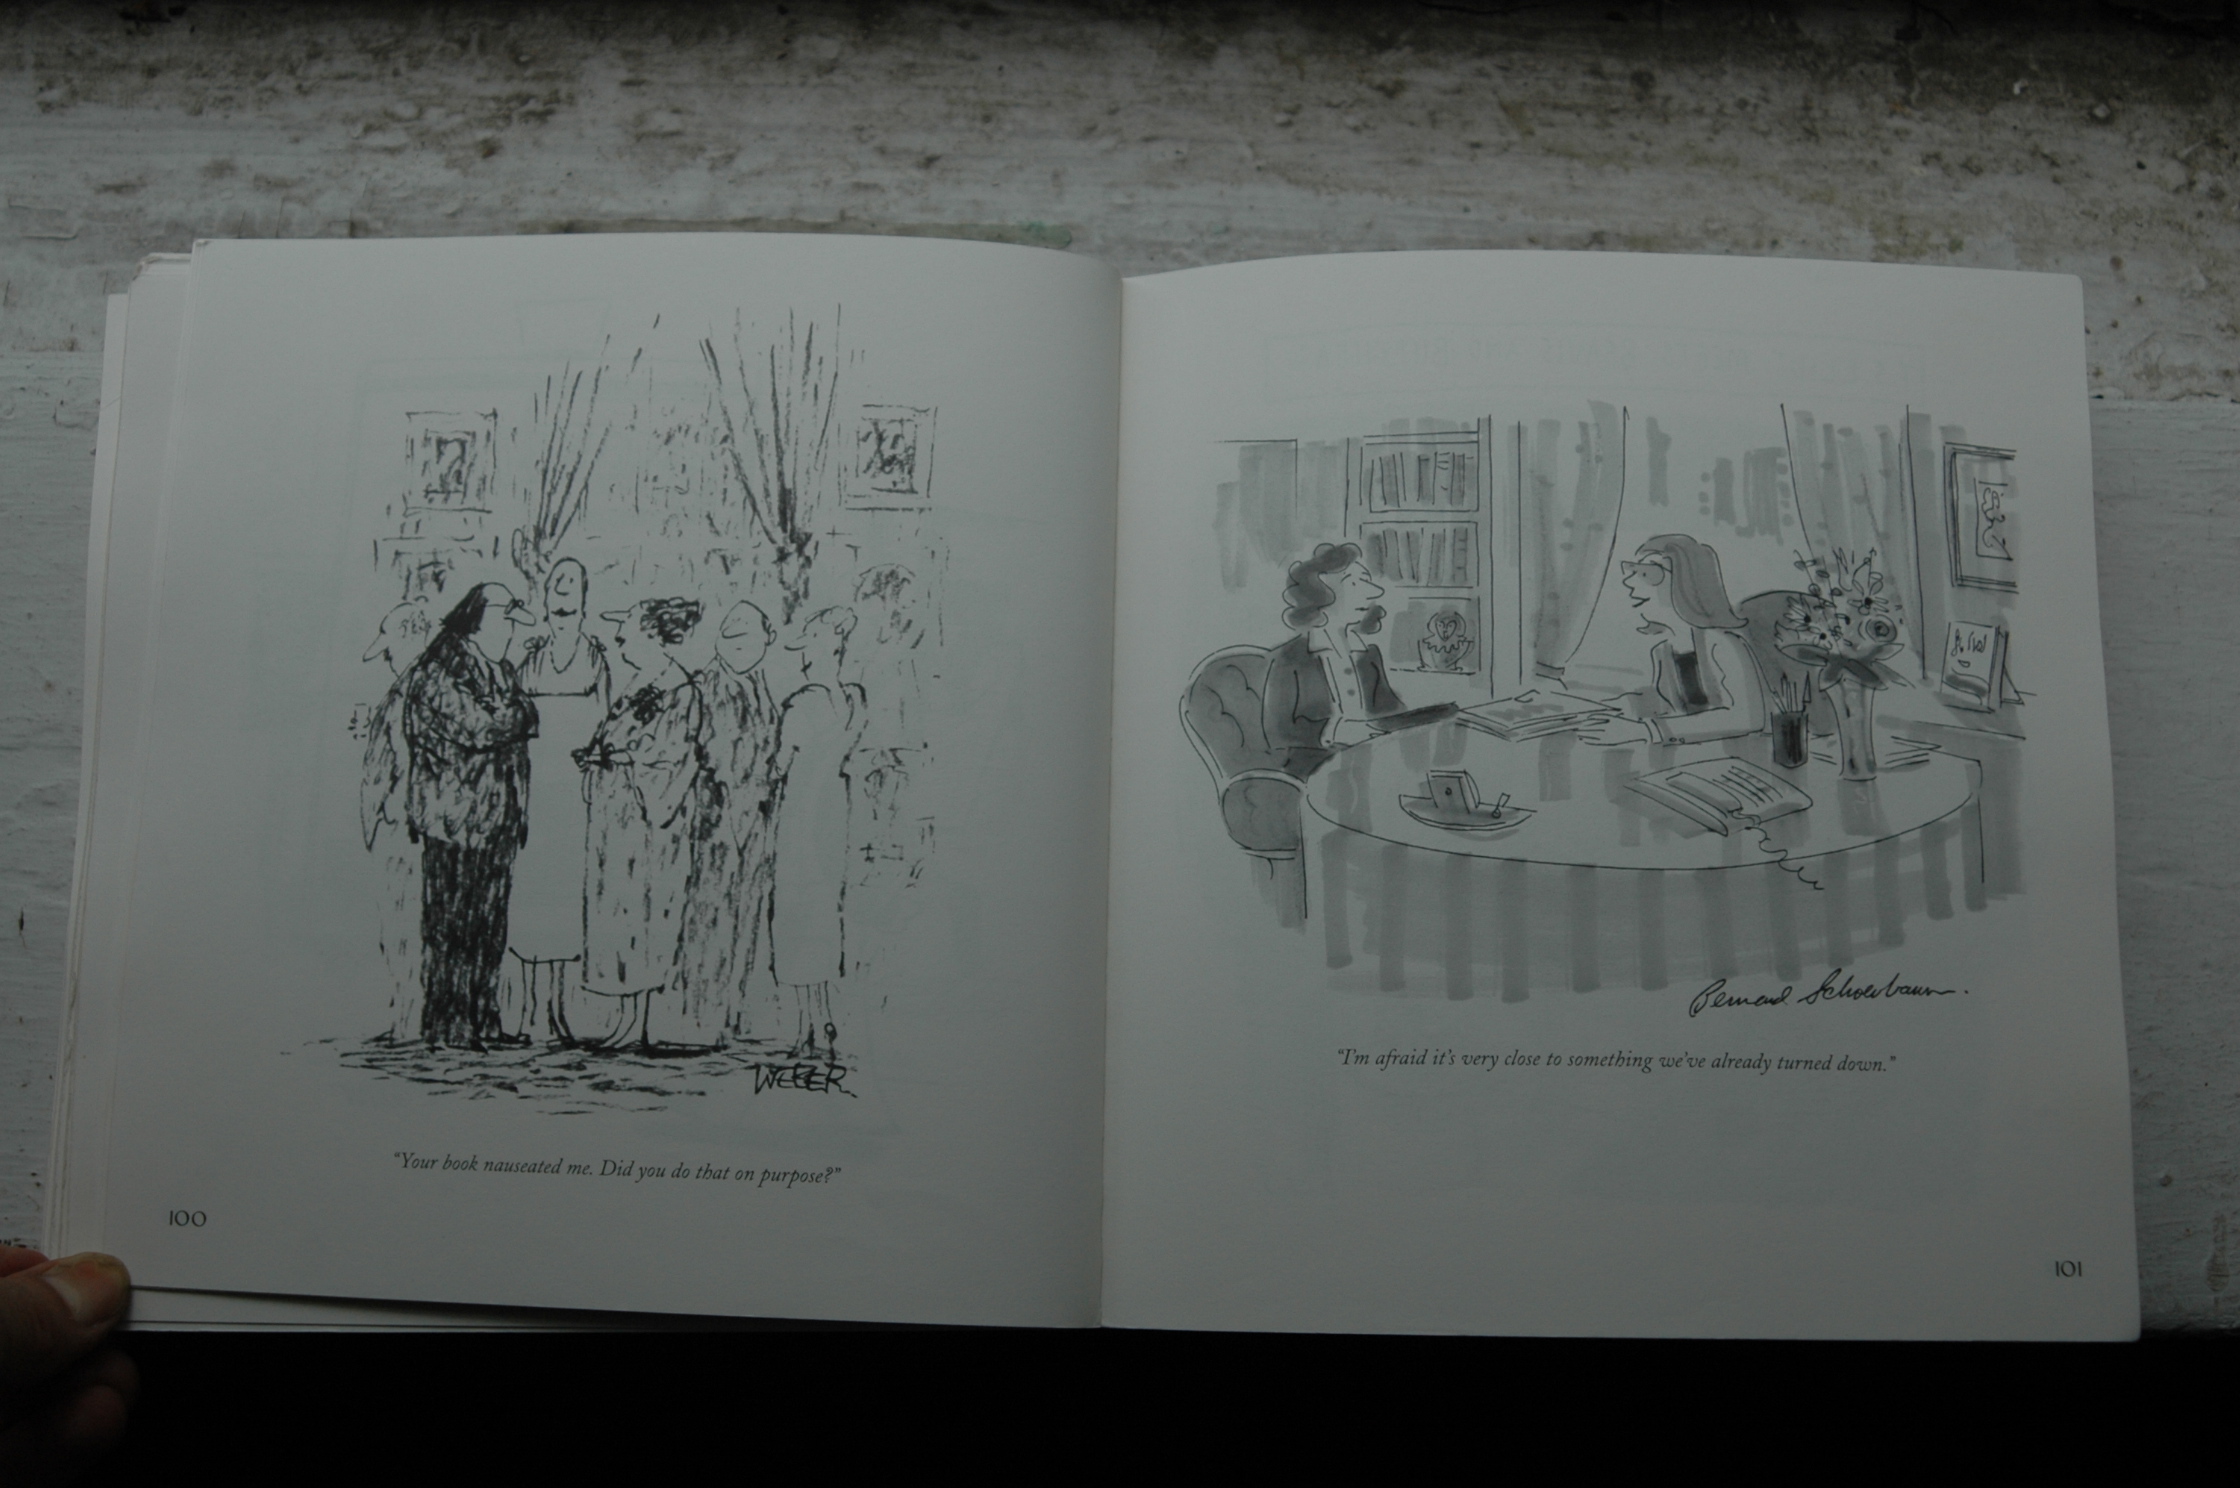 WEBER
“Your book nauseated me. Did you do that on purpose?”
100
Bernard Schoenbaum.
“I’m afraid it’s very close to something we’ve already turned down.”
101